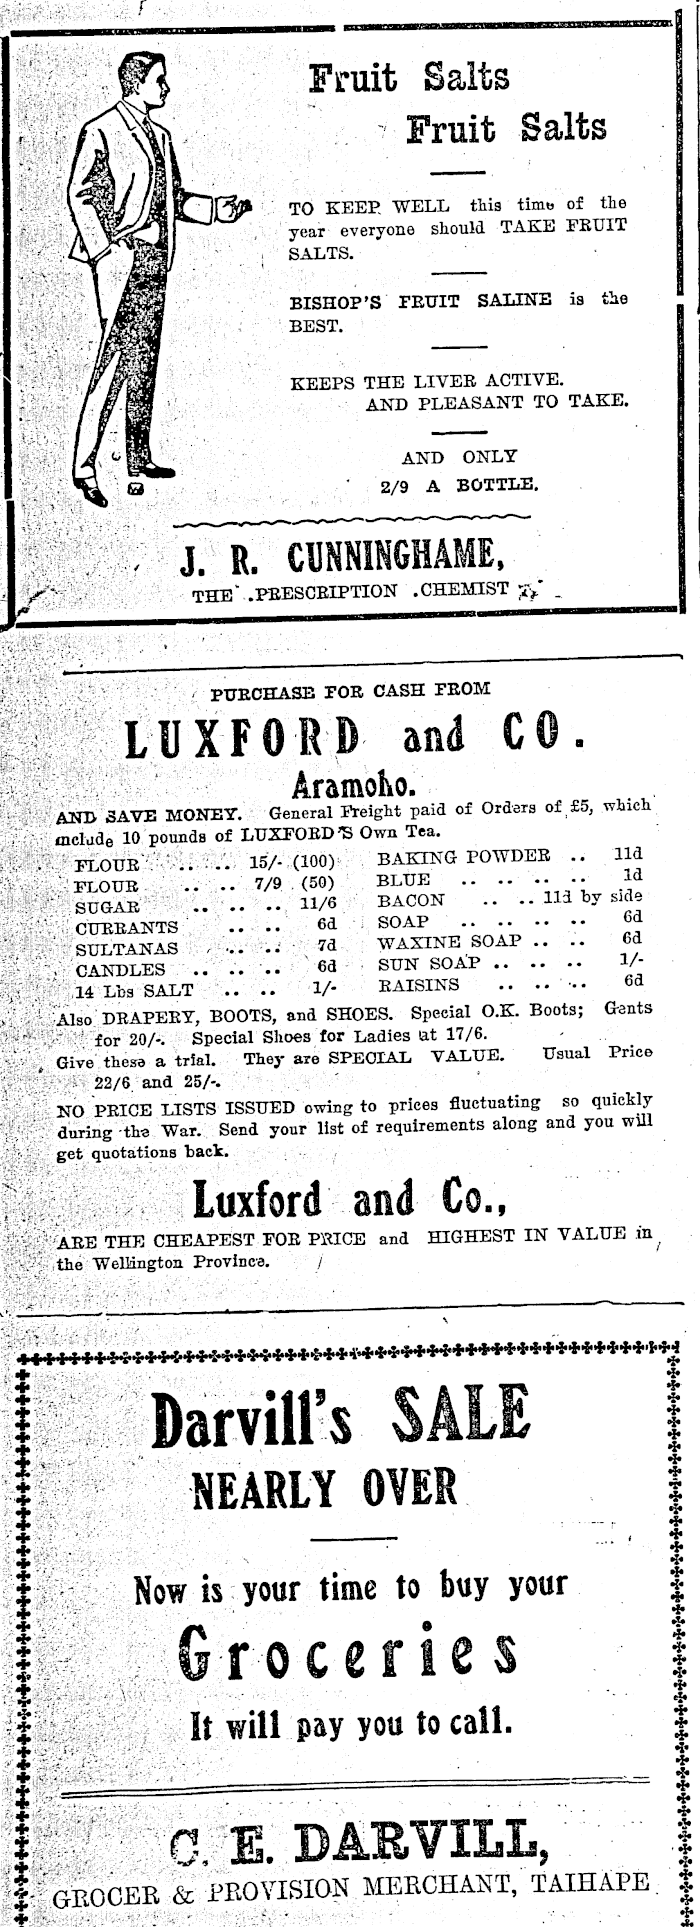 Fruit Salts
Fruit Salts
TO KEEP WELL this time of the
year everyone should TAKE FRUIT
SALTS.
BISHOP'S FRUIT SALINE is the
BEST.
KEEPS THE LIVER ACTIVE.
AND PLEASANT TO TAKE.
AND ONLY
2/9 A BOTTLE.
J. R. CUNNINGHAME,
THE .PRESCRIPTION .CHEMIST
PURCHASE FOR CASH FROM
LUXFORD and CO.
Aramoho.
AND SAVE MONEY. General Freight paid of Orders of £5, which
include 10 pounds of LUXFORD'S Own Tea.
FLOUR .. .. 15/- (100) BAKING POWDER .. 11d
FLOUR .. .. 7/9 (50) BLUE .. .. .. .. 1d
SUGAR .. .. .. 11/6 BACON .. .. 11d by side
CURRANTS .. .. 6d SOAP .. .. .. .. 6d
SULTANAS .. .. .. 7d WAXINE SOAP .. .. 6d
CANDLES .. .. .. 6d SUN SOAP .. .. .. 1/-
14 Lbs SALT .. .. 1/- RAISINS .. .. .. 6d
Also DRAPERY, BOOTS, and SHOES. Special O.K. Boots; Gents
for 20/-. Special Shoes for Ladies at 17/6.
Give these a trial. They are SPECIAL VALUE. Usual Price
22/6 and 25/-.
NO PRICE LISTS ISSUED owing to prices fluctuating so quickly
during the War. Send your list of requirements along and you will
get quotations back.
Luxford and Co.,
ARE THE CHEAPEST FOR PRICE and HIGHEST IN VALUE in
the Wellington Province.
Darvill's SALE
NEARLY OVER
Now is your time to buy your
Groceries
It will pay you to call.
C. E. DARVILL,
GROCER & PROVISION MERCHANT, TAIHAPE